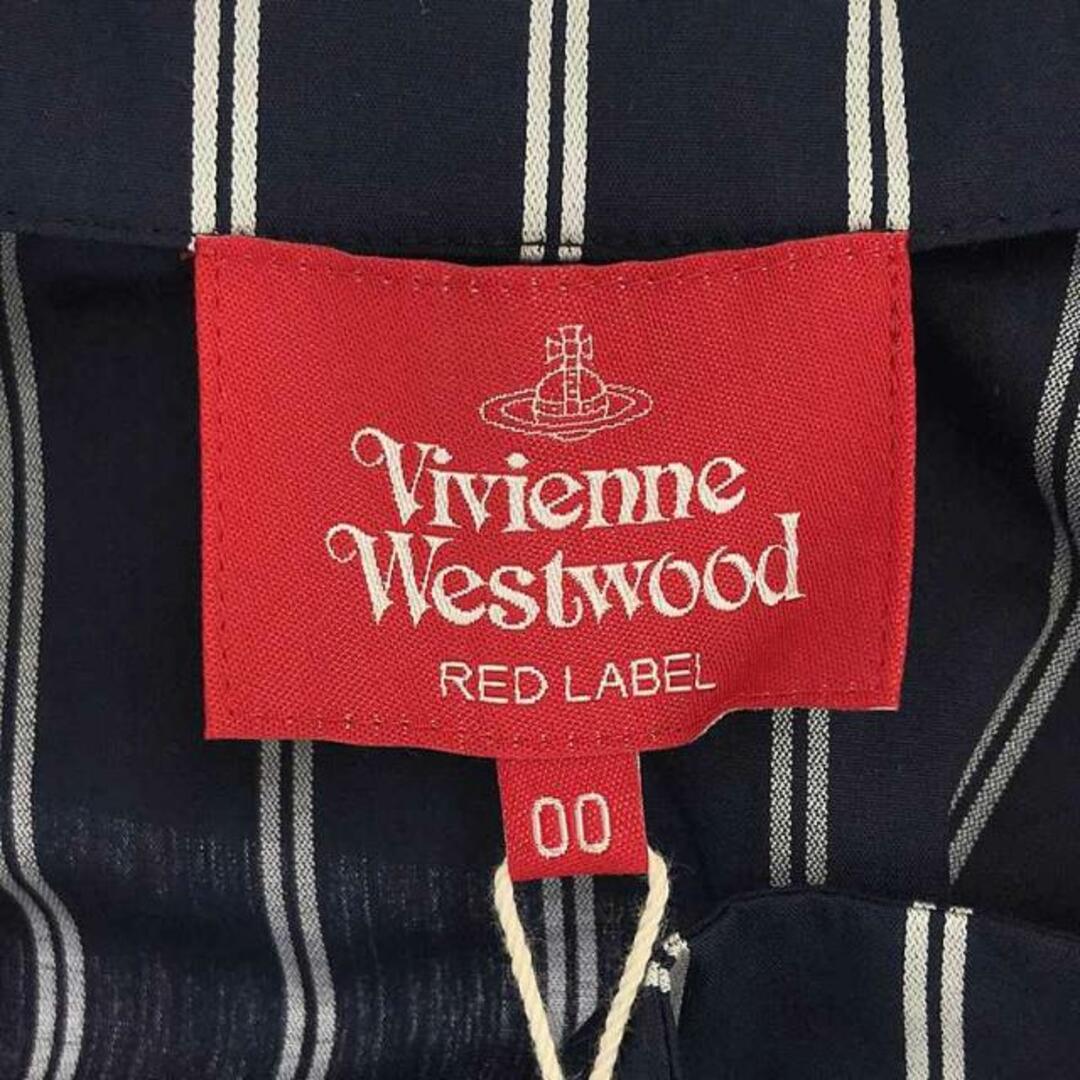 Vivienne
Westwood
RED LABEL
00